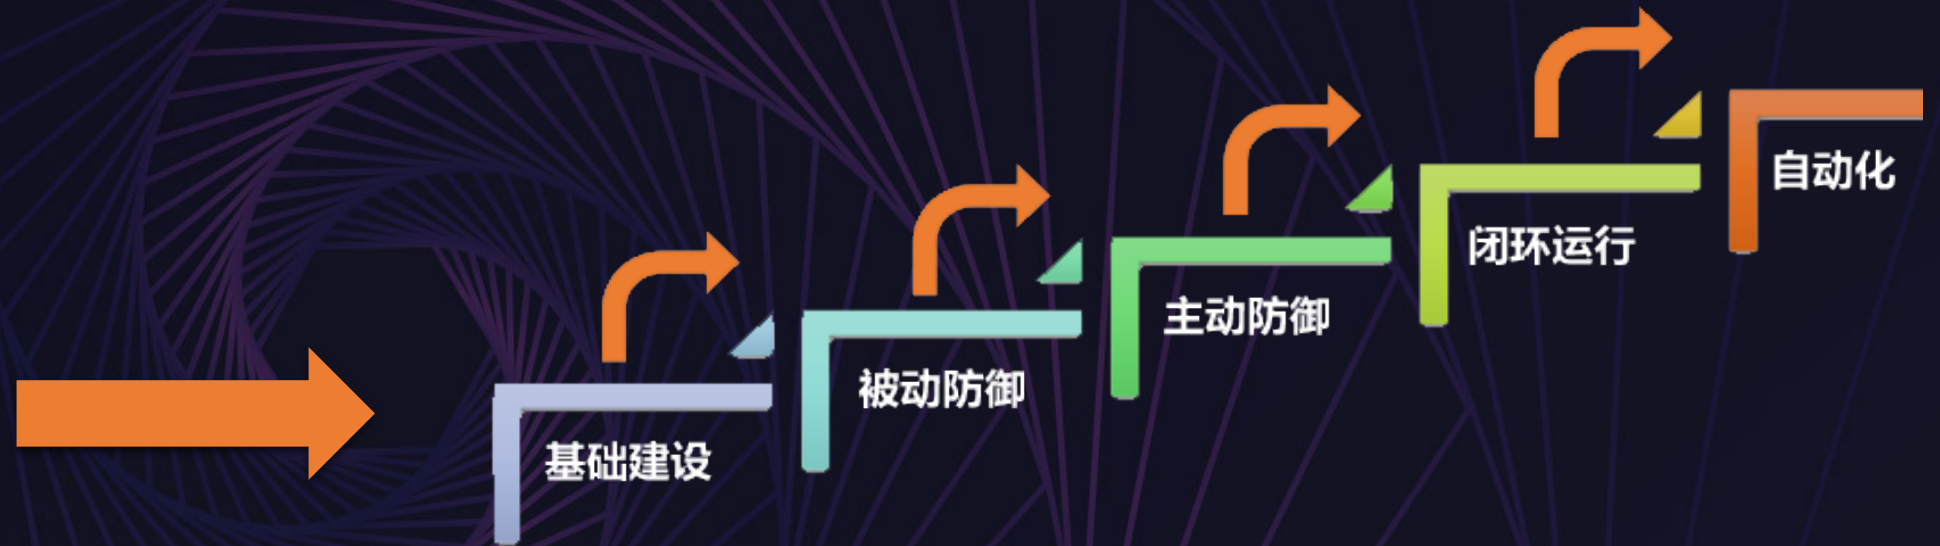 基础建设
被动防御
主动防御
闭环运行
自动化